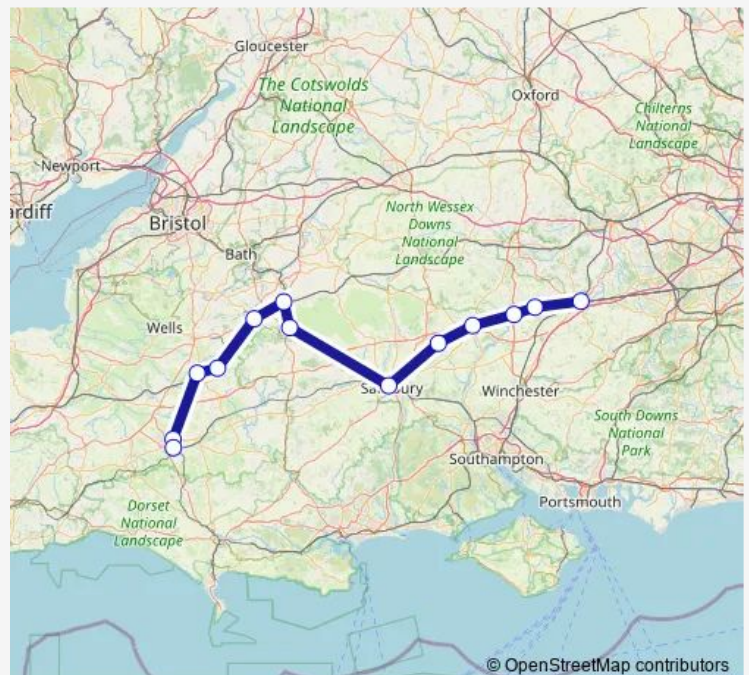 Gloucester
The Cotswolds
National
Landscape
Oxford
Chilterns
National
Landscape
Newport
ardiff
Bristol
North Wessex
Downs
National
Landscape
Bath
Wells
Winchester
South Downs
National
Park
Southampton
Portsmouth
Dorset
National
Landscape
© OpenStreetMap contributors